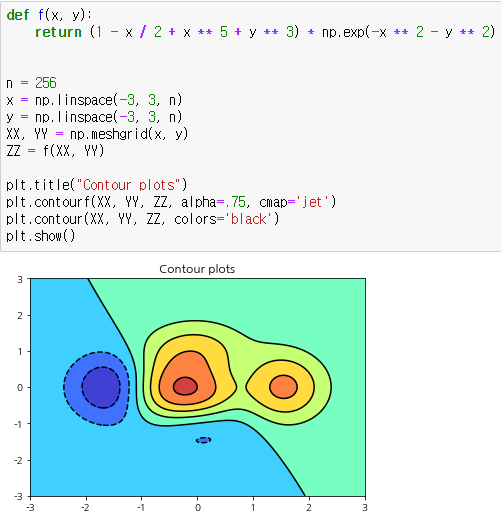 def f(x, y):
    return (1 - x / 2 + x ** 5 + y ** 3) * np.exp(-x ** 2 - y ** 2)
n = 256
x = np.linspace(-3, 3, n)
y = np.linspace(-3, 3, n)
XX, YY = np.meshgrid(x, y)
ZZ = f(XX, YY)
plt.title("Contour plots")
plt.contourf(XX, YY, ZZ, alpha=.75, cmap='jet')
plt.contour(XX, YY, ZZ, colors='black')
plt.show()
Contour plots
3
2
1
0
-1
-2
-3
-3 -2 -1 0 1 2 3